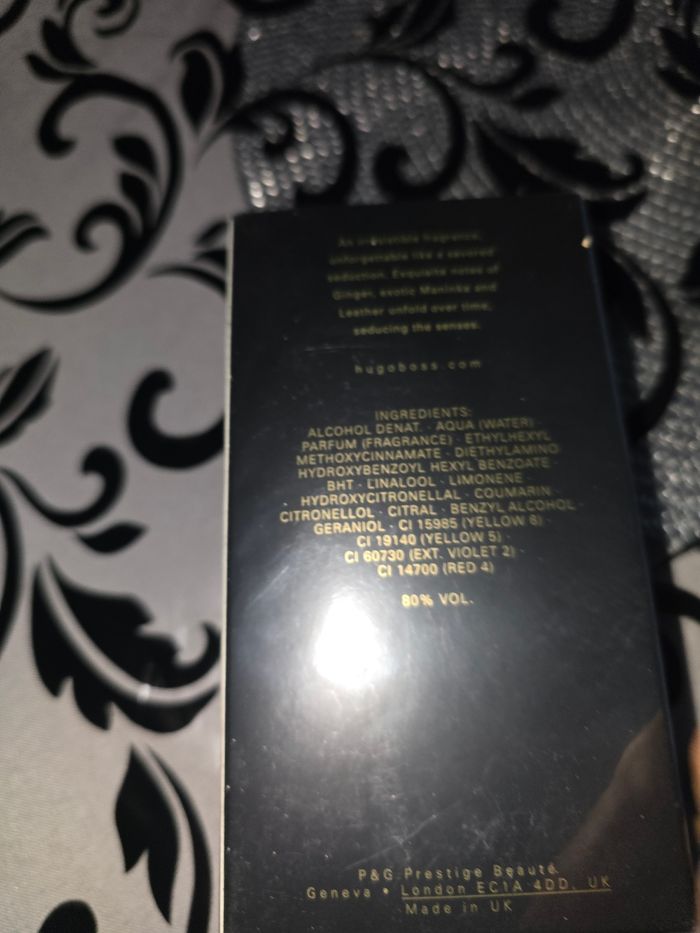 An irresistible fragrance,
unforgettable like a savored
seduction. Exquisite notes of
Ginger, exotic Maninka and
Leather unfold over time,
seducing the senses.
hugoboss.com
INGREDIENTS:
ALCOHOL DENAT. · AQUA (WATER) ·
PARFUM (FRAGRANCE) · ETHYLHEXYL
METHOXYCINNAMATE · DIETHYLAMINO
HYDROXYBENZOYL HEXYL BENZOATE ·
BHT · LINALOOL · LIMONENE ·
HYDROXYCITRONELLAL · COUMARIN ·
CITRONELLOL · CITRAL · BENZYL ALCOHOL ·
GERANIOL · CI 15985 (YELLOW 6) ·
CI 19140 (YELLOW 5) ·
CI 60730 (EXT. VIOLET 2) ·
CI 14700 (RED 4)
80% VOL.
P&G Prestige Beauté
Geneva • London EC1A 4DD, UK
Made in UK